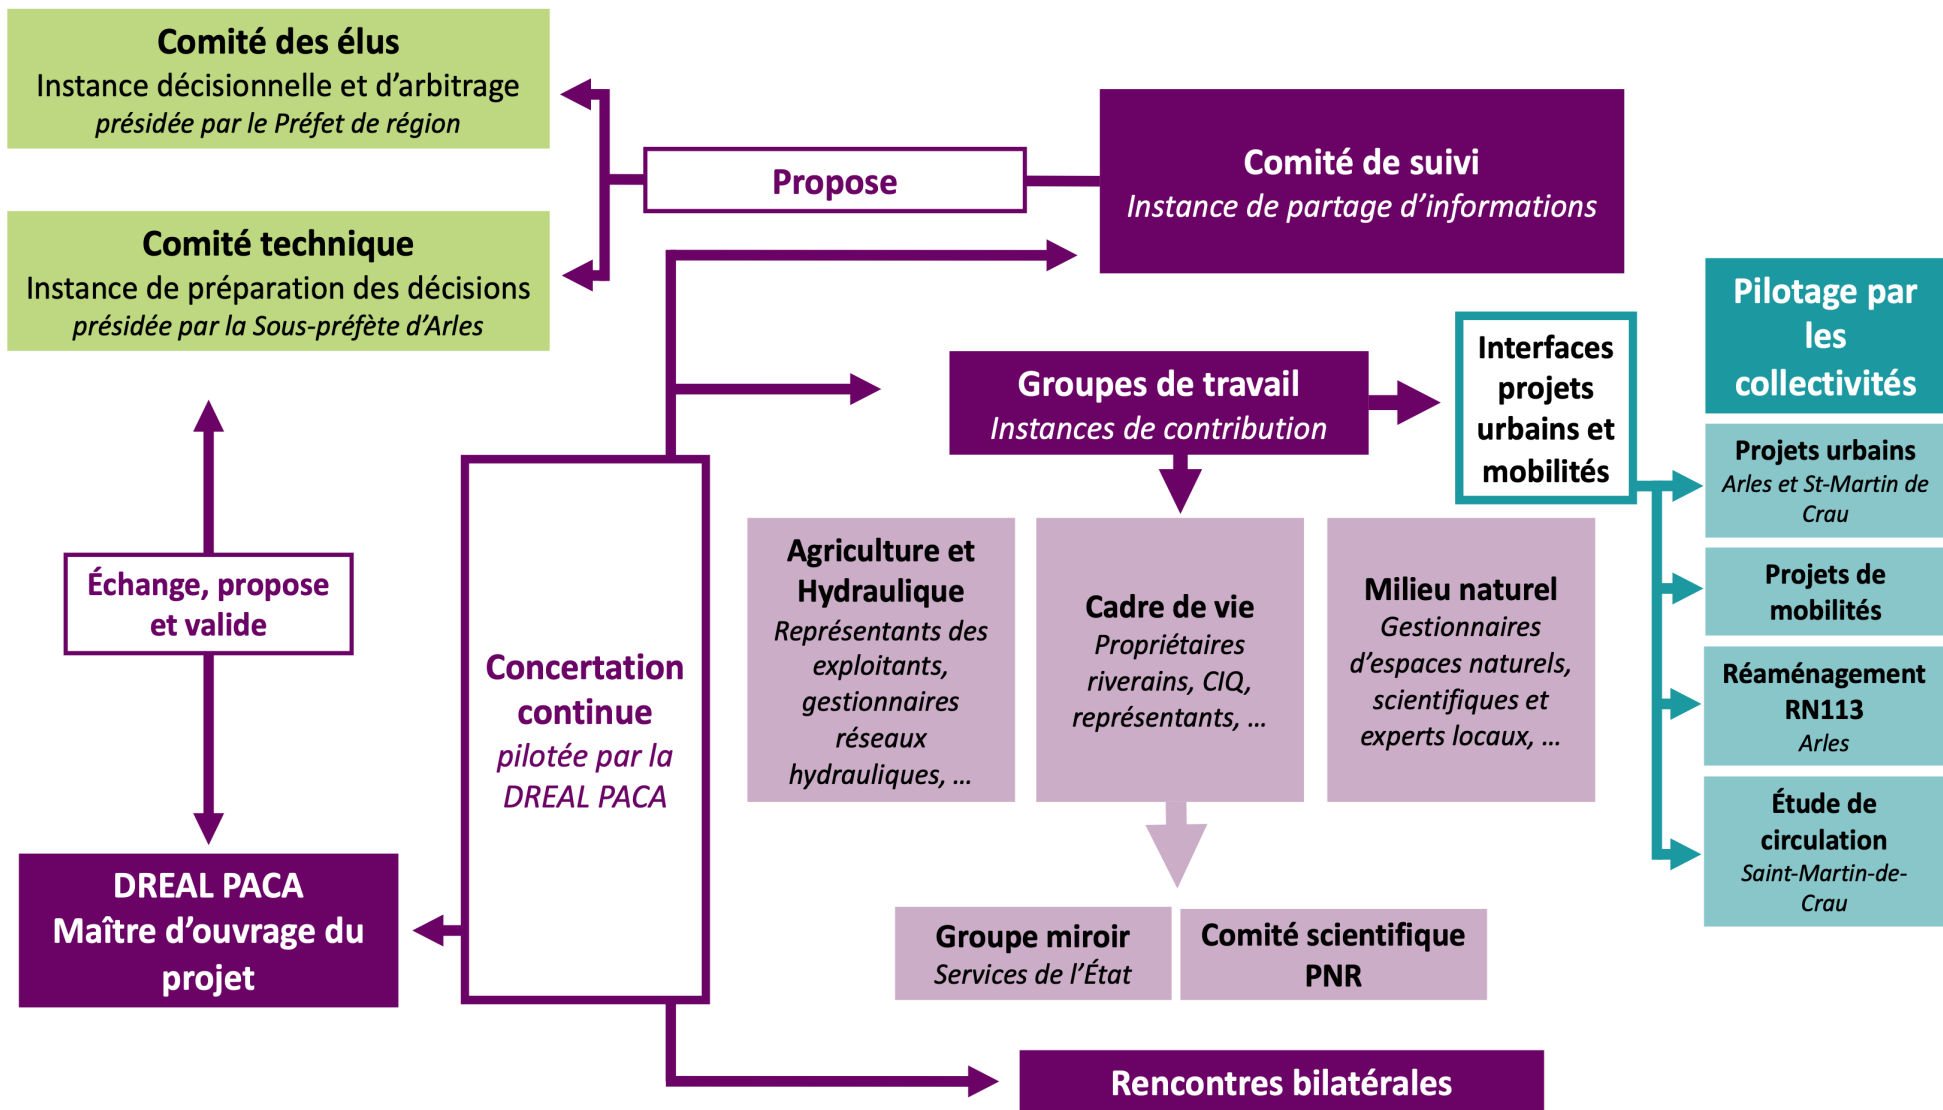 Comité des élus
Instance décisionnelle et d’arbitrage
présidée par le Préfet de région
Comité technique
Instance de préparation des décisions
présidée par la Sous-préfète d’Arles
Propose
Comité de suivi
Instance de partage d’informations
Échange, propose
et valide
DREAL PACA
Maître d’ouvrage du
projet
Concertation
continue
pilotée par la
DREAL PACA
Groupes de travail
Instances de contribution
Agriculture et
Hydraulique
Représentants des
exploitants,
gestionnaires
réseaux
hydrauliques, ...
Cadre de vie
Propriétaires
riverains, CIQ,
représentants, ...
Milieu naturel
Gestionnaires
d’espaces naturels,
scientifiques et
experts locaux, ...
Groupe miroir
Services de l’État
Comité scientifique
PNR
Rencontres bilatérales
Interfaces
projets
urbains et
mobilités
Pilotage par
les
collectivités
Projets urbains
Arles et St-Martin de
Crau
Projets de
mobilités
Réaménagement
RN113
Arles
Étude de
circulation
Saint-Martin-de-
Crau